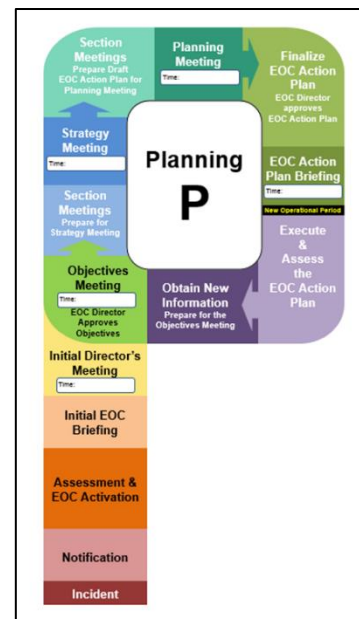 Section
Meetings
Prepare Draft
EOC Action Plan for
Planning Meeting
Planning
Meeting
Time:
Finalize
EOC Action
Plan
EOC Director
approves
EOC Action Plan
Strategy
Meeting
Time:
Planning
P
EOC Action
Plan Briefing
Time:
New Operational Period
Section
Meetings
Prepare for
Strategy Meeting
Execute
&
Assess
the
EOC Action
Plan
Objectives
Meeting
Time:
EOC Director
Approves
Objectives
Obtain New
Information
Prepare for the
Objectives Meeting
Initial Director's
Meeting
Time:
Initial EOC
Briefing
Assessment &
EOC Activation
Notification
Incident